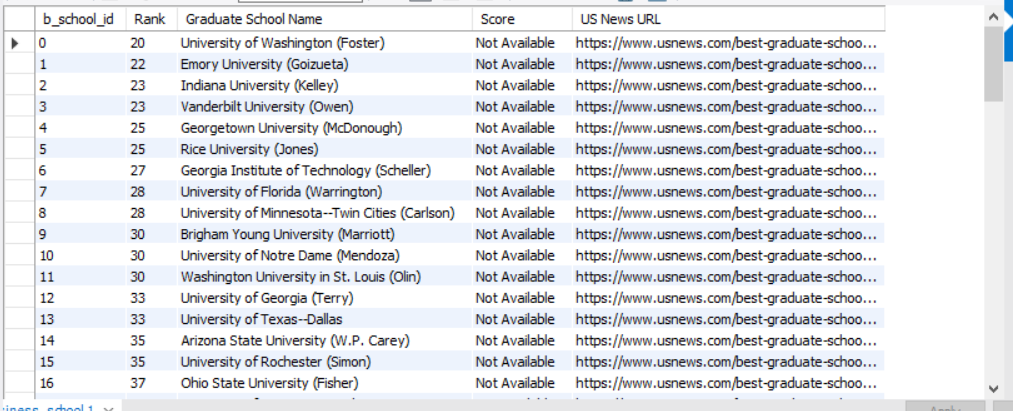 b_school_id Rank Graduate School Name Score US News URL
0 20 University of Washington (Foster) Not Available https://www.usnews.com/best-graduate-schoo...
1 22 Emory University (Goizueta) Not Available https://www.usnews.com/best-graduate-schoo...
2 23 Indiana University (Kelley) Not Available https://www.usnews.com/best-graduate-schoo...
3 23 Vanderbilt University (Owen) Not Available https://www.usnews.com/best-graduate-schoo...
4 25 Georgetown University (McDonough) Not Available https://www.usnews.com/best-graduate-schoo...
5 25 Rice University (Jones) Not Available https://www.usnews.com/best-graduate-schoo...
6 27 Georgia Institute of Technology (Scheller) Not Available https://www.usnews.com/best-graduate-schoo...
7 28 University of Florida (Warrington) Not Available https://www.usnews.com/best-graduate-schoo...
8 28 University of Minnesota--Twin Cities (Carlson) Not Available https://www.usnews.com/best-graduate-schoo...
9 30 Brigham Young University (Marriott) Not Available https://www.usnews.com/best-graduate-schoo...
10 30 University of Notre Dame (Mendoza) Not Available https://www.usnews.com/best-graduate-schoo...
11 30 Washington University in St. Louis (Olin) Not Available https://www.usnews.com/best-graduate-schoo...
12 33 University of Georgia (Terry) Not Available https://www.usnews.com/best-graduate-schoo...
13 33 University of Texas--Dallas Not Available https://www.usnews.com/best-graduate-schoo...
14 35 Arizona State University (W.P. Carey) Not Available https://www.usnews.com/best-graduate-schoo...
15 35 University of Rochester (Simon) Not Available https://www.usnews.com/best-graduate-schoo...
16 37 Ohio State University (Fisher) Not Available https://www.usnews.com/best-graduate-schoo...
iness_school 1 Apply